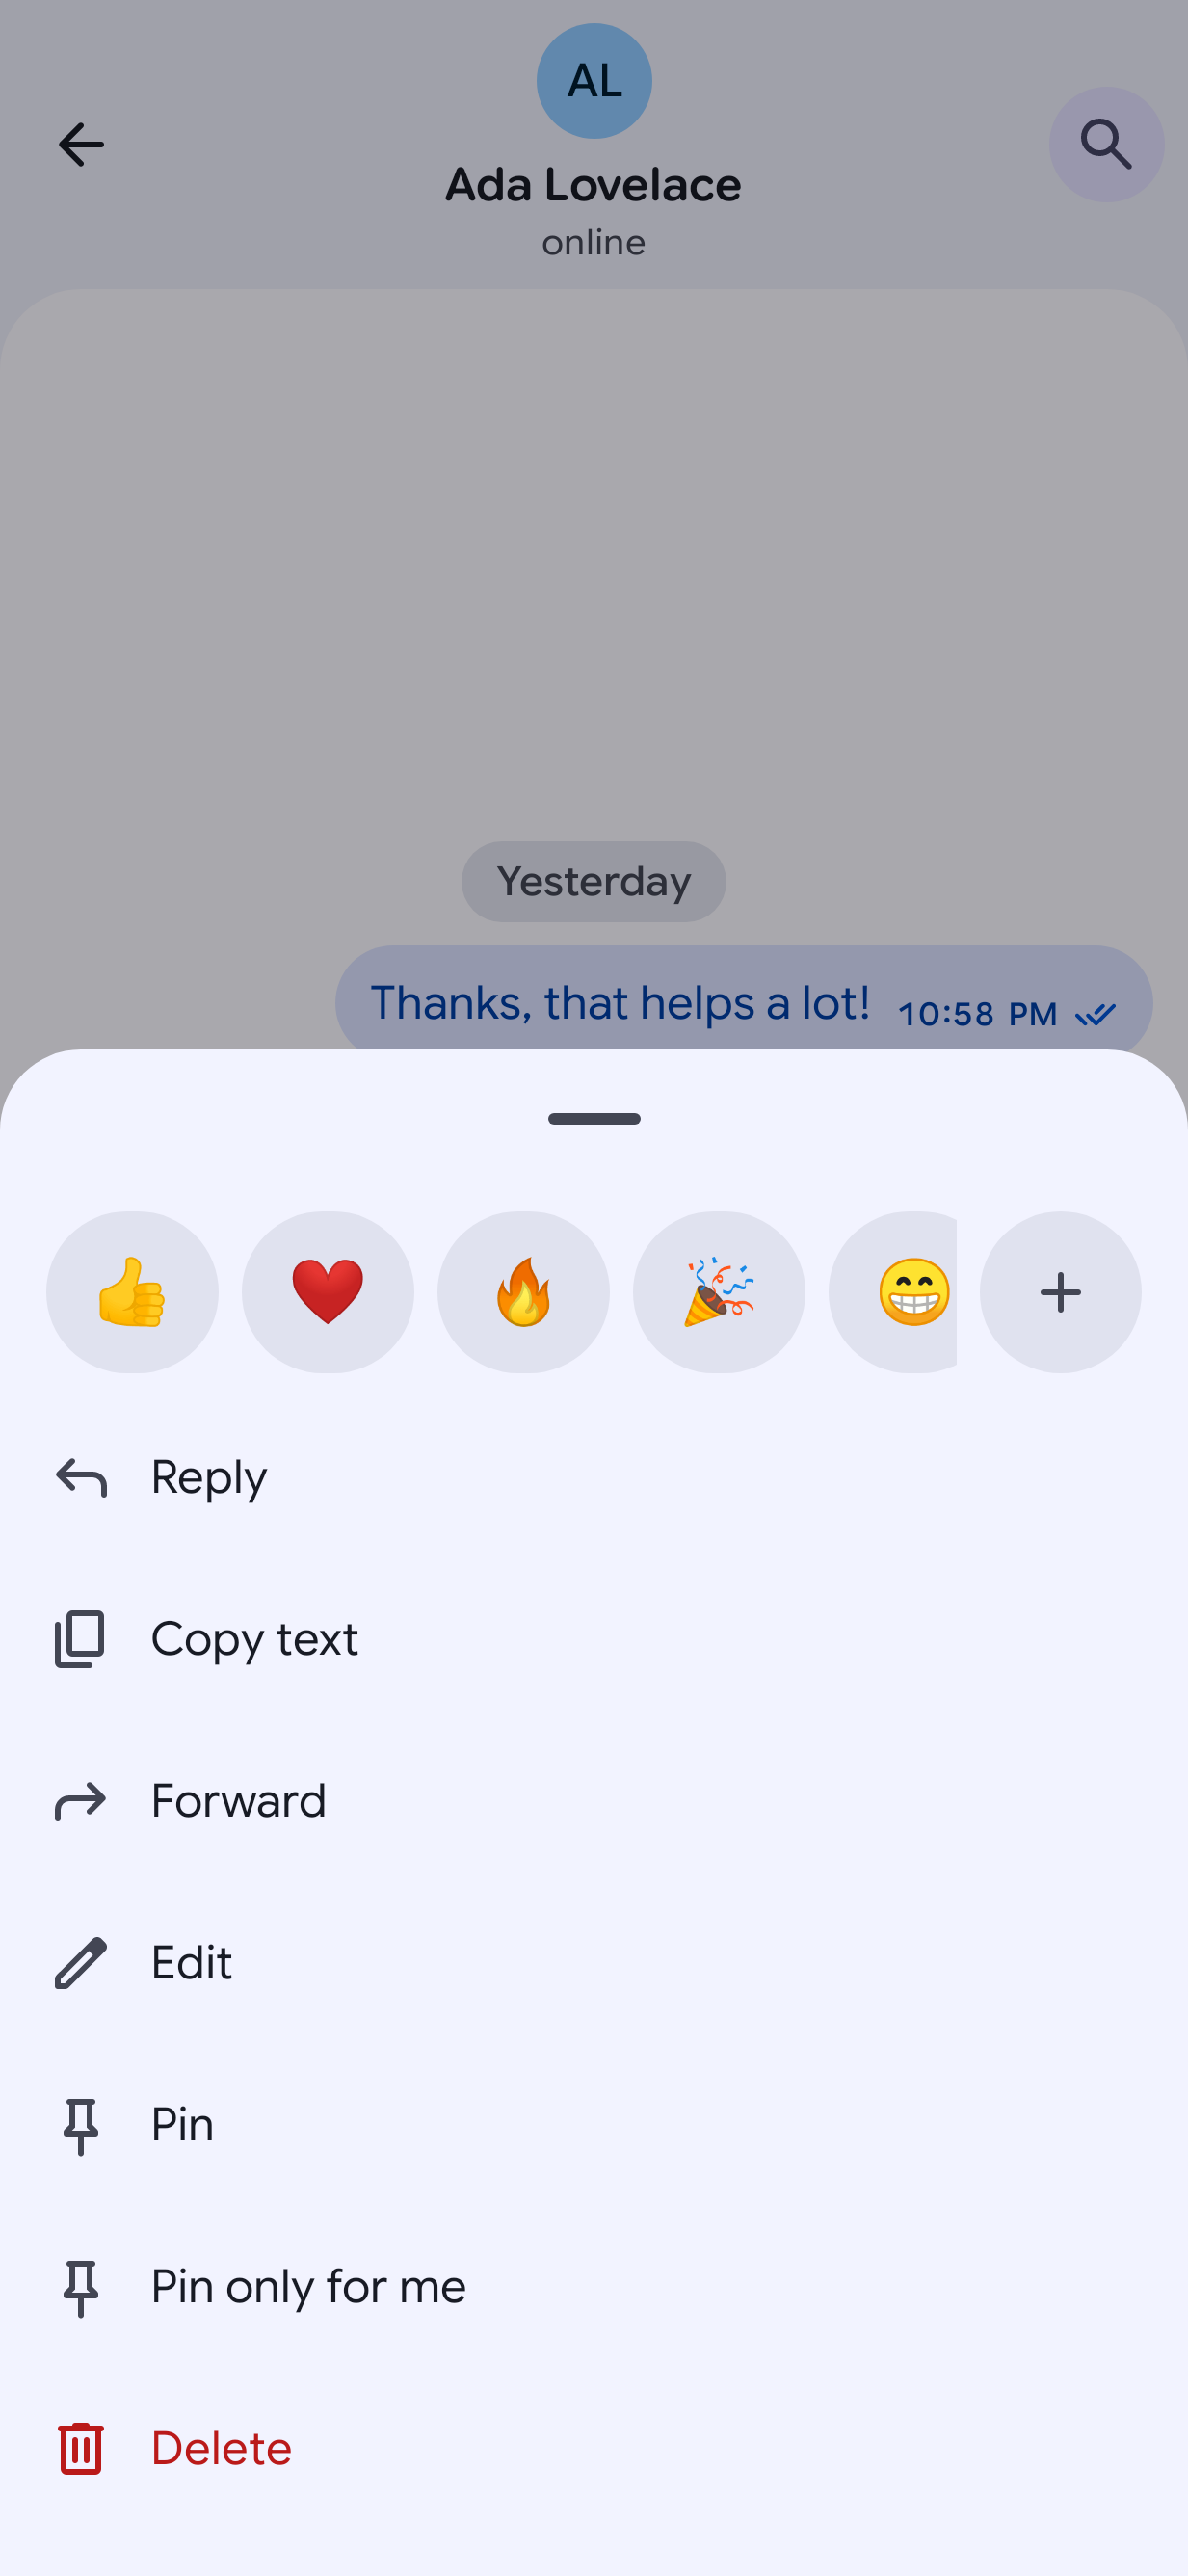 AL
Ada Lovelace
online
Yesterday
Thanks, that helps a lot! 10:58 PM
Reply
Copy text
Forward
Edit
Pin
Pin only for me
Delete